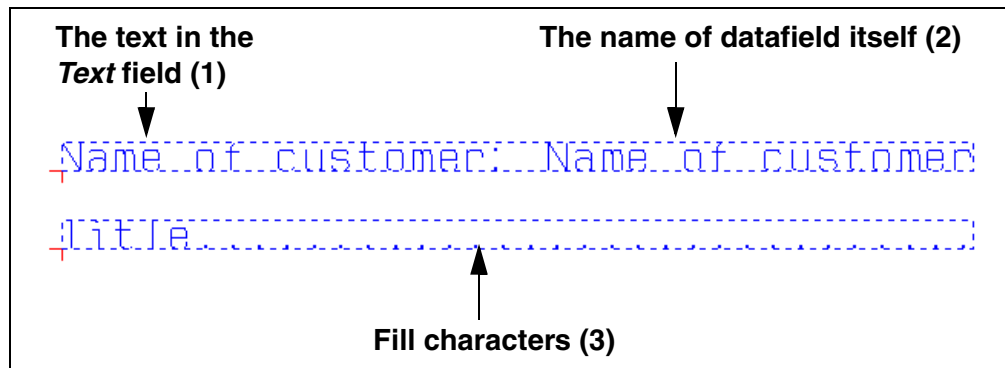 The text in the
Text field (1)
The name of datafield itself (2)
Name of customer: Name of customer
Title.............................
Fill characters (3)